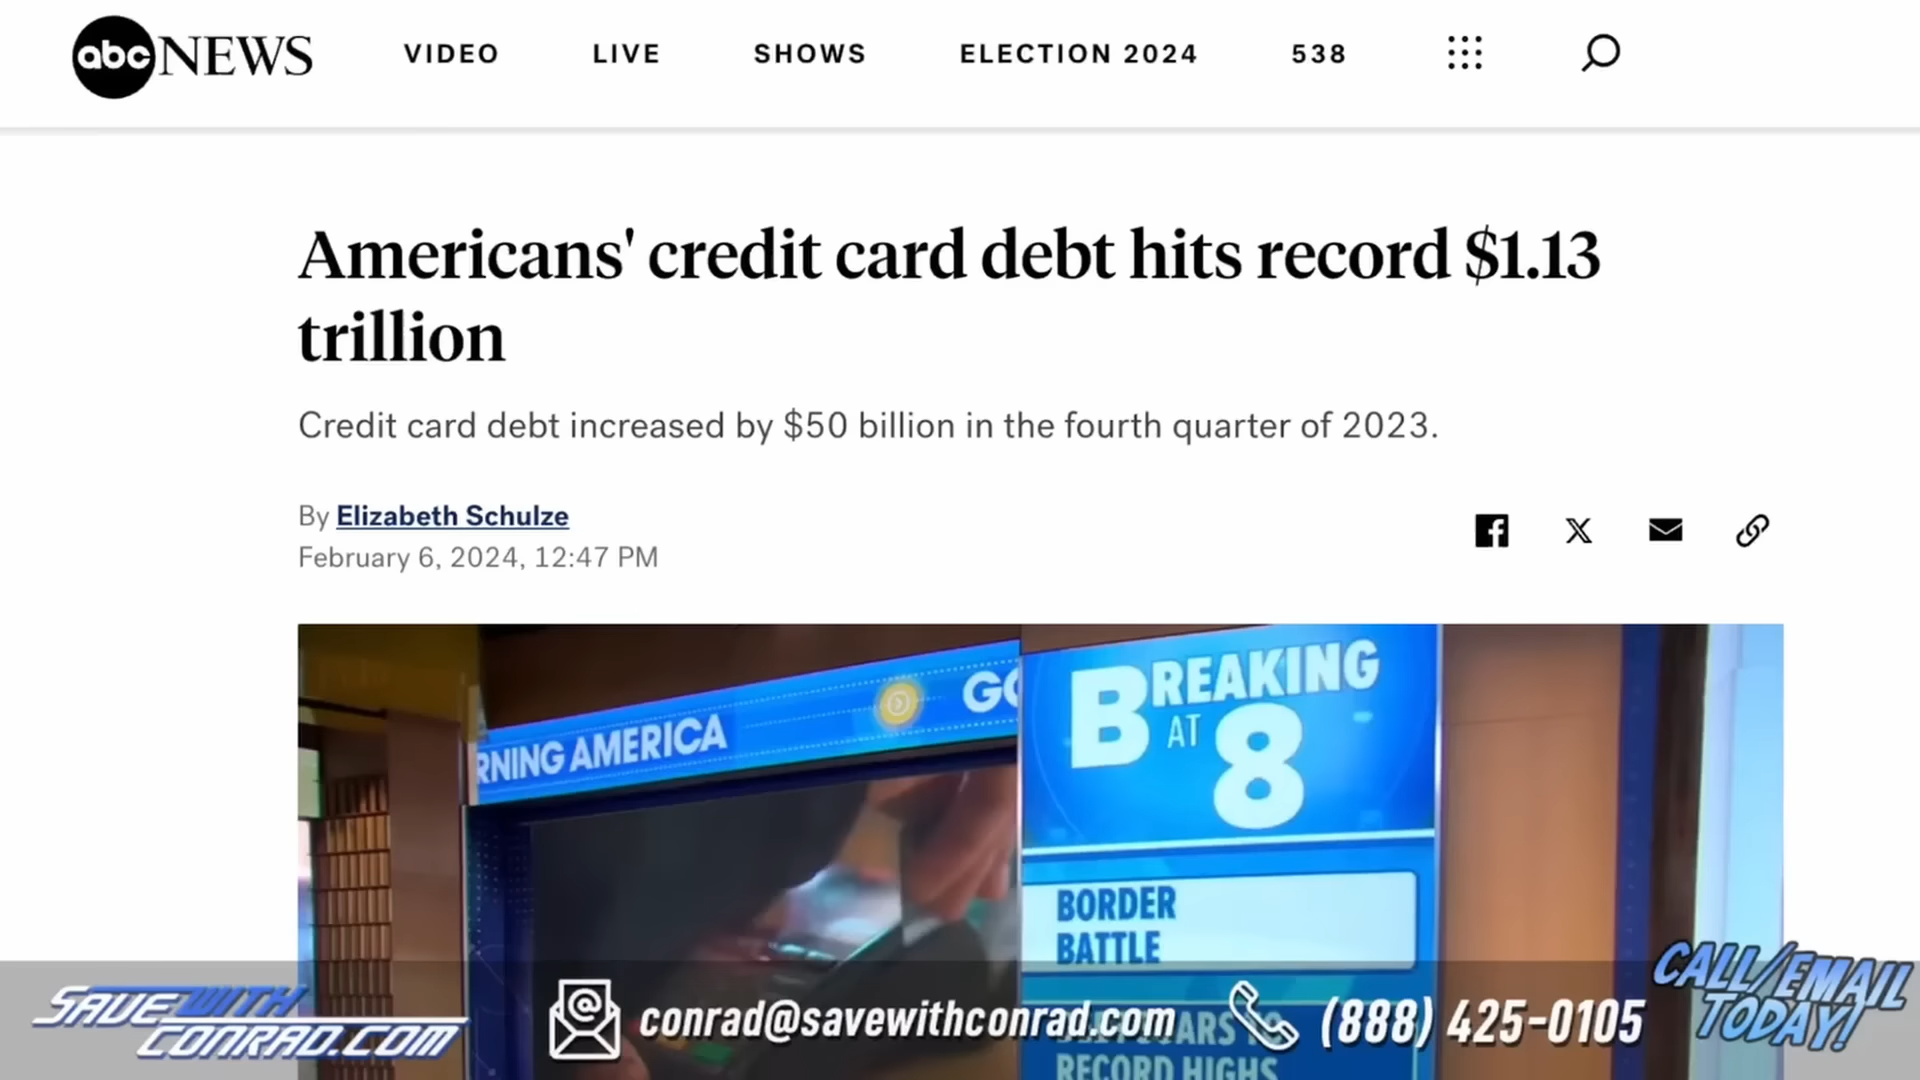 abc NEWS
VIDEO
LIVE
SHOWS
ELECTION 2024
538
Americans' credit card debt hits record $1.13
trillion
Credit card debt increased by $50 billion in the fourth quarter of 2023.
By Elizabeth Schulze
February 6, 2024, 12:47 PM
RNING AMERICA
GO
BREAKING
AT
8
BORDER
BATTLE
RECORD HIGHS
SAVE WITH
CONRAD.COM
conrad@savewithconrad.com
(888) 425-0105
CALL/EMAIL
TODAY!